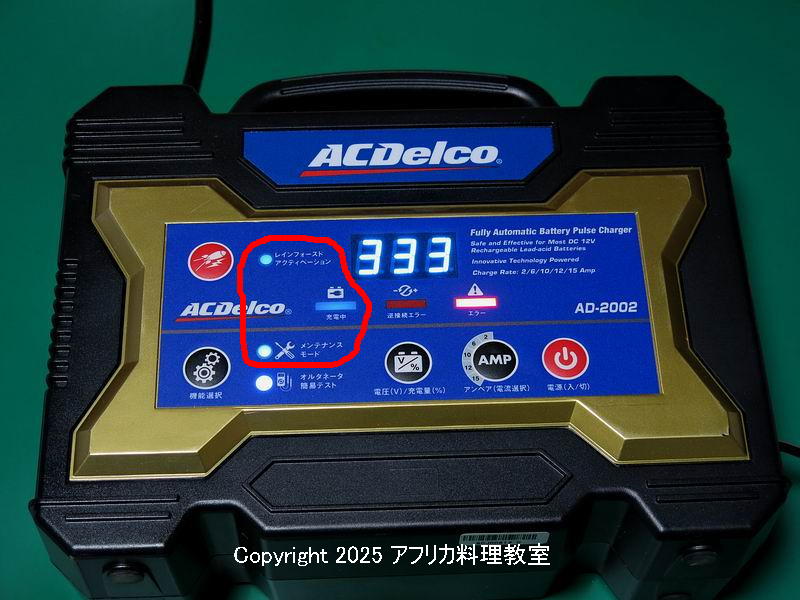 ACDelco®
レインフォースト
アクティベーション
333
Fully Automatic Battery Pulse Charger
Safe and Effective for Most DC 12V
Rechargeable Lead-acid Batteries
Innovative Technology Powered
Charge Rate: 2/6/10/12/15 Amp
ACDelco®
充電中
逆接続エラー
エラー
AD-2002
メンテナンス
モード
オルタネータ
簡易テスト
機能選択
V/%
電圧(V)/充電量(%)
2
6
10
12
15
AMP
アンペア(電流選択)
電源(入/切)
Copyright 2025 アフリカ料理教室